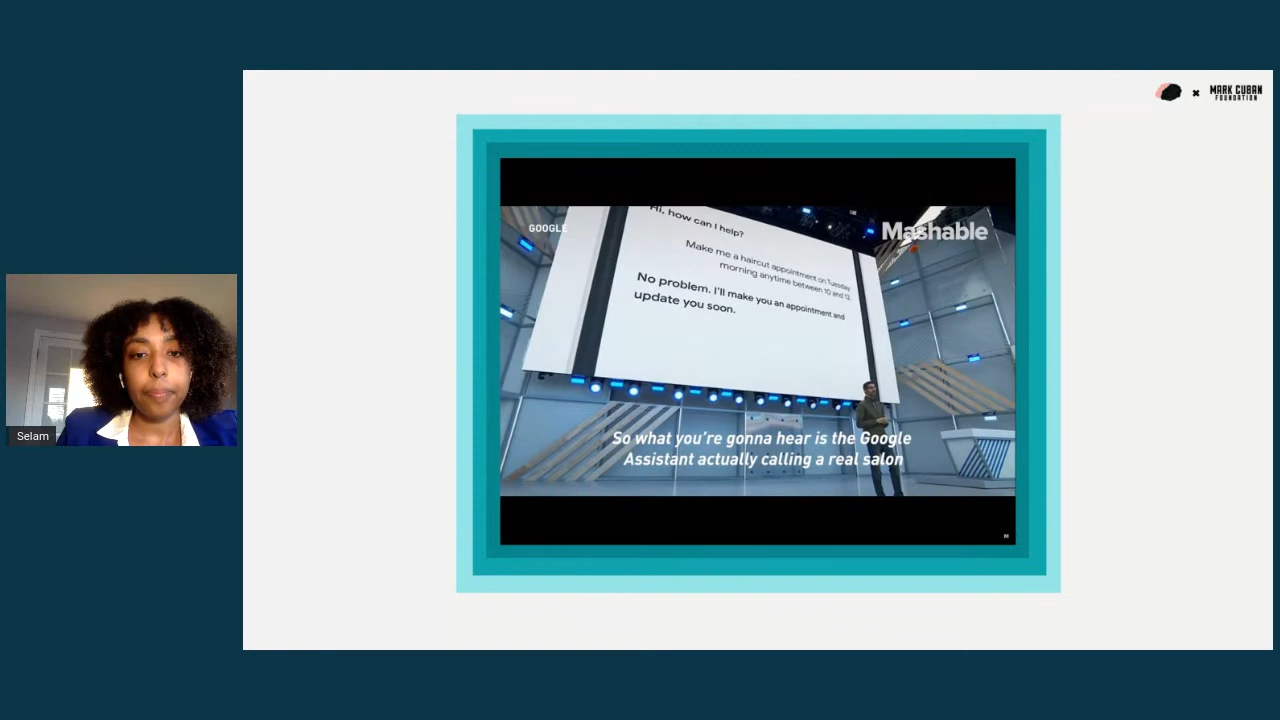 MARK CUBAN
FOUNDATION
GOOGLE
Mashable
Hi, how can I help?
Make me a haircut appointment on Tuesday
morning anytime between 10 and 12.
No problem. I'll make you an appointment and
update you soon.
So what you're gonna hear is the Google
Assistant actually calling a real salon
Selam
M